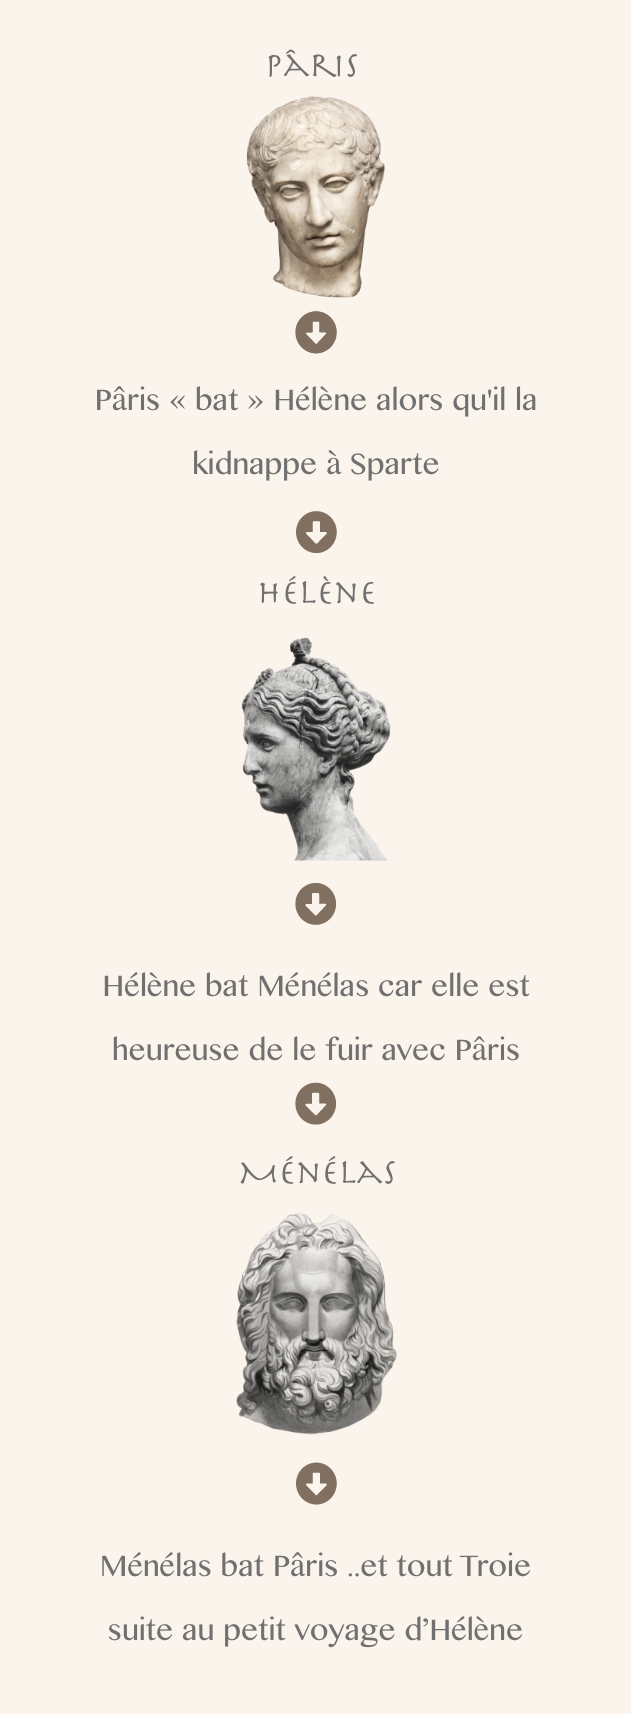 PÂRIS
Pâris « bat » Hélène alors qu'il la
kidnappe à Sparte
HÉLÈNE
Hélène bat Ménélas car elle est
heureuse de le fuir avec Pâris
MÉNÉLAS
Ménélas bat Pâris ..et tout Troie
suite au petit voyage d’Hélène